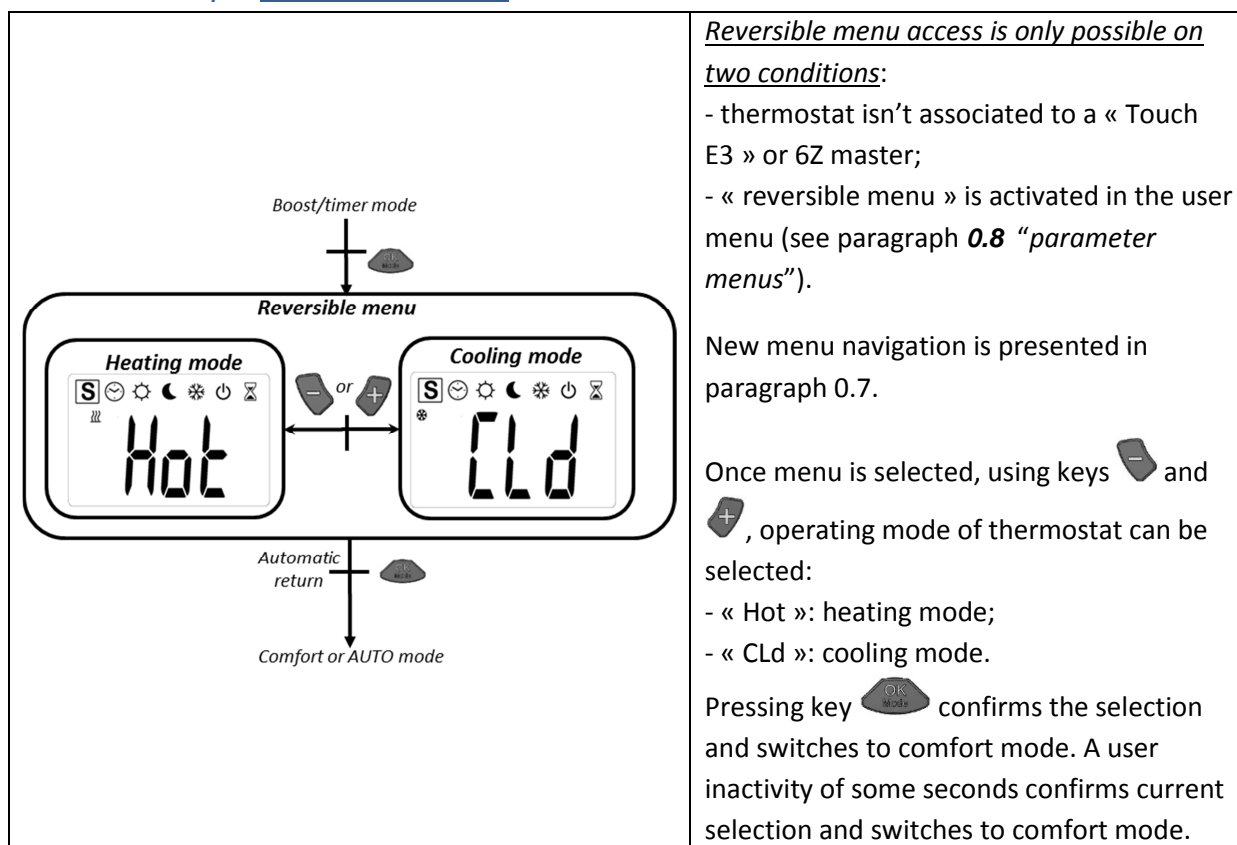 Boost/timer mode
OK
Mode
Reversible menu
Heating mode
S
Hot
- or +
Cooling mode
S
CLd
Automatic
return
OK
Mode
Comfort or AUTO mode
Reversible menu access is only possible on
two conditions:
- thermostat isn’t associated to a « Touch
E3 » or 6Z master;
- « reversible menu » is activated in the user
menu (see paragraph 0.8 “parameter
menus”).
New menu navigation is presented in
paragraph 0.7.
Once menu is selected, using keys - and
+ , operating mode of thermostat can be
selected:
- « Hot »: heating mode;
- « CLd »: cooling mode.
Pressing key OK Mode confirms the selection
and switches to comfort mode. A user
inactivity of some seconds confirms current
selection and switches to comfort mode.